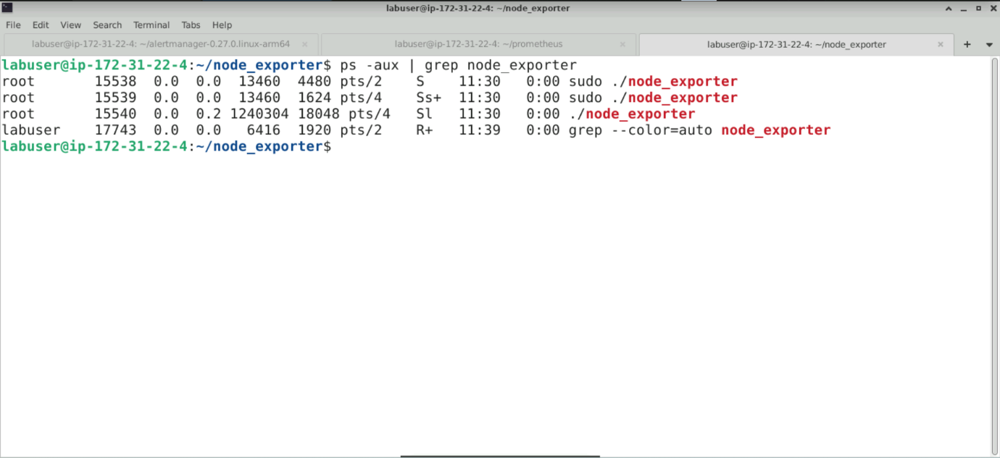 labuser@ip-172-31-22-4: ~/node_exporter
File Edit View Search Terminal Tabs Help
labuser@ip-172-31-22-4: ~/alertmanager-0.27.0.linux-arm64 × labuser@ip-172-31-22-4: ~/prometheus × labuser@ip-172-31-22-4: ~/node_exporter ×
labuser@ip-172-31-22-4:~/node_exporter$ ps -aux | grep node_exporter
root 15538 0.0 0.0 13460 4480 pts/2 S 11:30 0:00 sudo ./node_exporter
root 15539 0.0 0.0 13460 1624 pts/4 Ss+ 11:30 0:00 sudo ./node_exporter
root 15540 0.0 0.2 1240304 18048 pts/4 Sl 11:30 0:00 ./node_exporter
labuser 17743 0.0 0.0 6416 1920 pts/2 R+ 11:39 0:00 grep --color=auto node_exporter
labuser@ip-172-31-22-4:~/node_exporter$